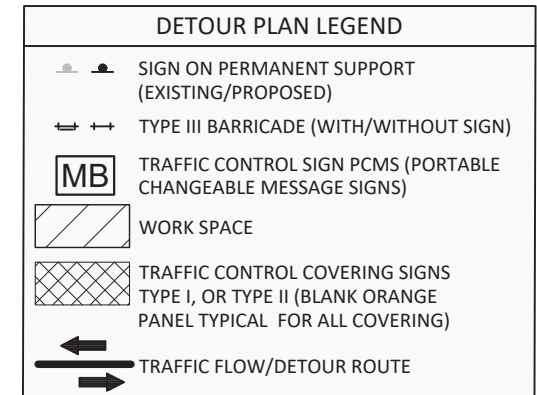 DETOUR PLAN LEGEND
SIGN ON PERMANENT SUPPORT
(EXISTING/PROPOSED)
TYPE III BARRICADE (WITH/WITHOUT SIGN)
MB
TRAFFIC CONTROL SIGN PCMS (PORTABLE
CHANGEABLE MESSAGE SIGNS)
WORK SPACE
TRAFFIC CONTROL COVERING SIGNS
TYPE I, OR TYPE II (BLANK ORANGE
PANEL TYPICAL FOR ALL COVERING)
TRAFFIC FLOW/DETOUR ROUTE